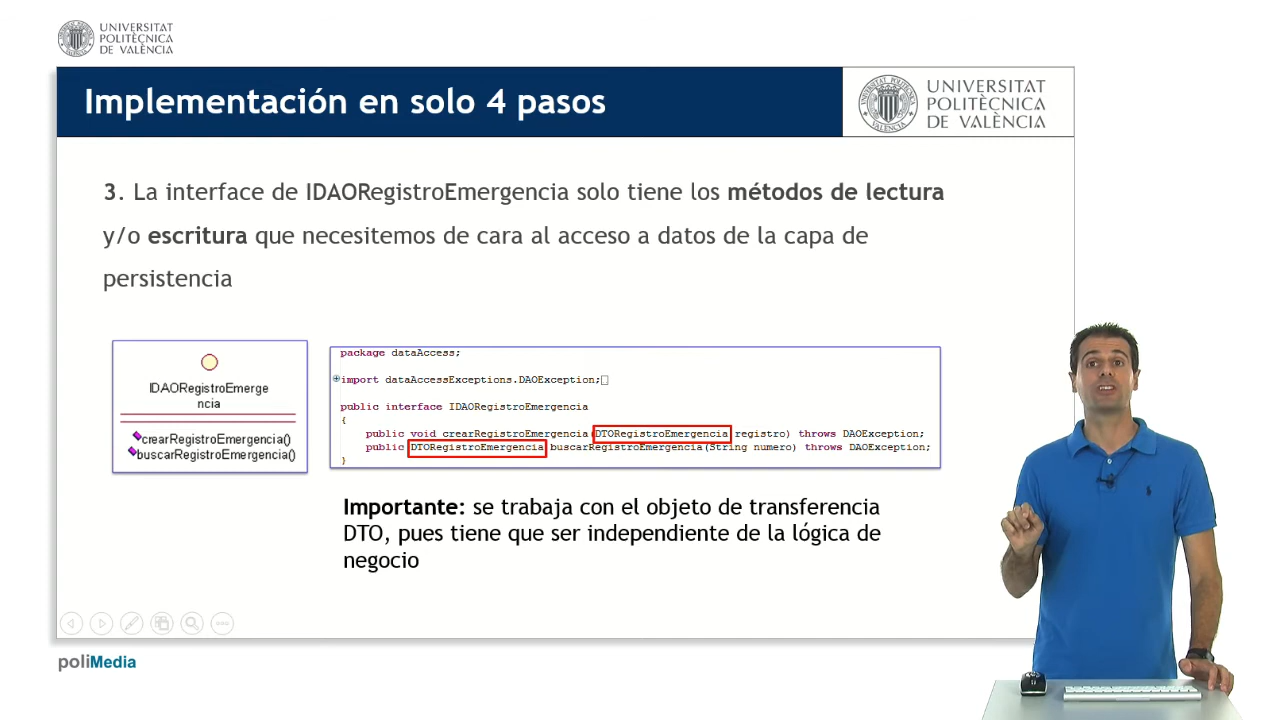 UNIVERSITAT
POLITÈCNICA
DE VALÈNCIA
Implementación en solo 4 pasos
UNIVERSITAT
POLITÈCNICA
DE VALÈNCIA
3. La interface de IDAORegistroEmergencia solo tiene los métodos de lectura
y/o escritura que necesitemos de cara al acceso a datos de la capa de
persistencia
IDAORegistroEmerge
ncia
crearRegistroEmergencia()
buscarRegistroEmergencia()
package dataAccess;
import dataAccessExceptions.DAOException;
public interface IDAORegistroEmergencia
{
public void crearRegistroEmergencia(DTORegistroEmergencia registro) throws DAOException;
public DTORegistroEmergencia buscarRegistroEmergencia(String numero) throws DAOException;
}
Importante: se trabaja con el objeto de transferencia
DTO, pues tiene que ser independiente de la lógica de
negocio
poliMedia